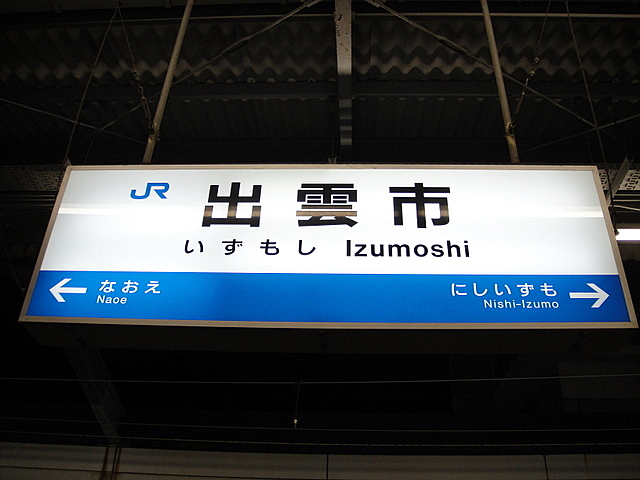 JR 出雲市
いずもし Izumoshi
← なおえ にしいずも →
Naoe Nishi-Izumo